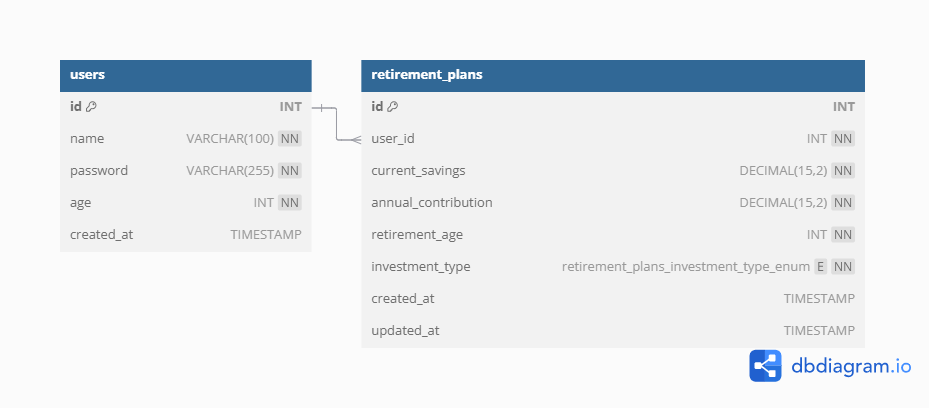 users
id INT
name VARCHAR(100) NN
password VARCHAR(255) NN
age INT NN
created_at TIMESTAMP
retirement_plans
id INT
user_id INT NN
current_savings DECIMAL(15,2) NN
annual_contribution DECIMAL(15,2) NN
retirement_age INT NN
investment_type retirement_plans_investment_type_enum E NN
created_at TIMESTAMP
updated_at TIMESTAMP
dbdiagram.io